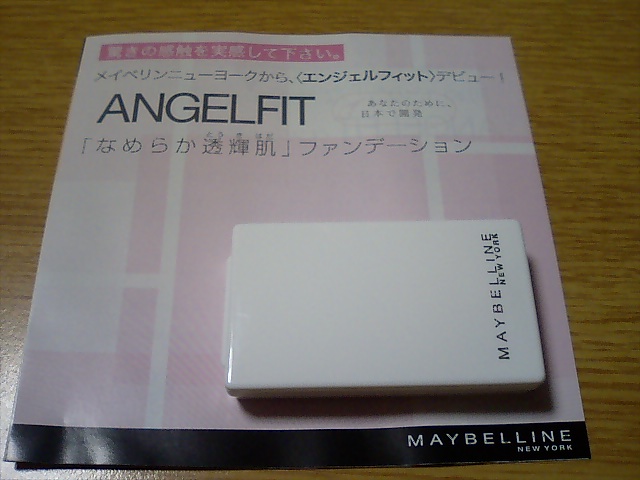 驚きの感触を実感して下さい。
メイベリンニューヨークから、〈エンジェルフィット〉デビュー！
ANGELFIT
あなたのために、
日本で開発
「なめらか透輝肌」ファンデーション
MAYBELLINE
NEW YORK
MAYBELLINE
NEW YORK